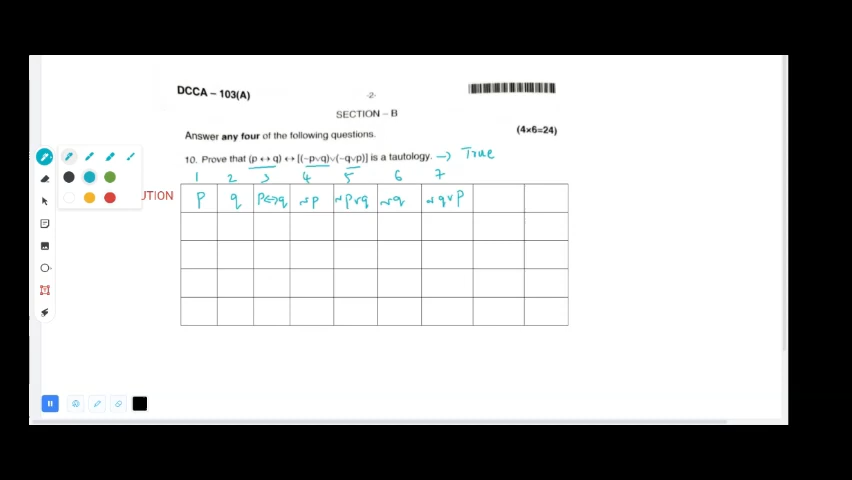 DCCA – 103(A)
-2-
SECTION – B
Answer any four of the following questions.
(4×6=24)
10. Prove that (p ↔ q) ↔ [(~p∨q)∨(~q∨p)] is a tautology. → True
1 2 3 4 5 6 7
UTION
p q p↔q ~p ~p∨q ~q ~q∨p